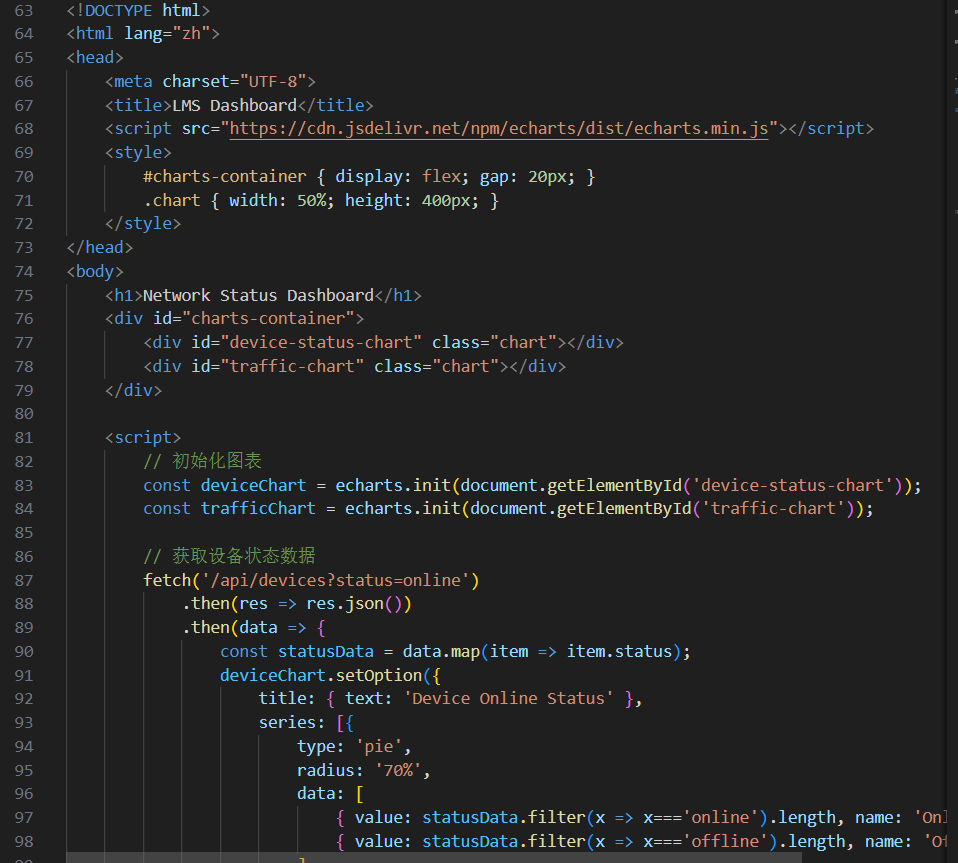 63 <!DOCTYPE html>
64 <html lang="zh">
65 <head>
66     <meta charset="UTF-8">
67     <title>LMS Dashboard</title>
68     <script src="https://cdn.jsdelivr.net/npm/echarts/dist/echarts.min.js"></script>
69     <style>
70         #charts-container { display: flex; gap: 20px; }
71         .chart { width: 50%; height: 400px; }
72     </style>
73 </head>
74 <body>
75     <h1>Network Status Dashboard</h1>
76     <div id="charts-container">
77         <div id="device-status-chart" class="chart"></div>
78         <div id="traffic-chart" class="chart"></div>
79     </div>
80
81     <script>
82         // 初始化图表
83         const deviceChart = echarts.init(document.getElementById('device-status-chart'));
84         const trafficChart = echarts.init(document.getElementById('traffic-chart'));
85
86         // 获取设备状态数据
87         fetch('/api/devices?status=online')
88             .then(res => res.json())
89             .then(data => {
90                 const statusData = data.map(item => item.status);
91                 deviceChart.setOption({
92                     title: { text: 'Device Online Status' },
93                     series: [{
94                         type: 'pie',
95                         radius: '70%',
96                         data: [
97                             { value: statusData.filter(x => x==='online').length, name: 'Onl
98                             { value: statusData.filter(x => x==='offline').length, name: 'Of